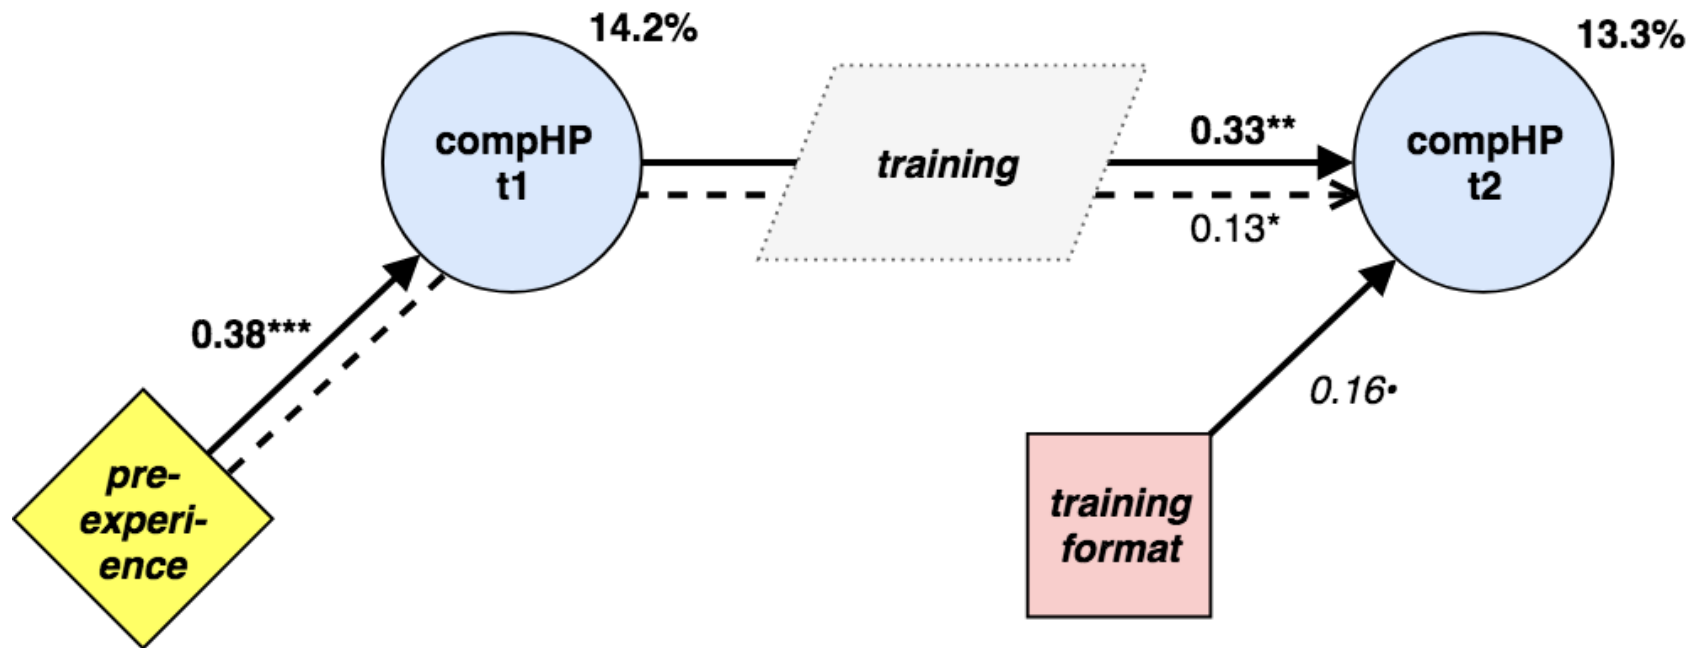 14.2%
13.3%
compHP
t1
training
0.33**
0.13*
compHP
t2
0.38***
0.16•
pre-
experi-
ence
training
format